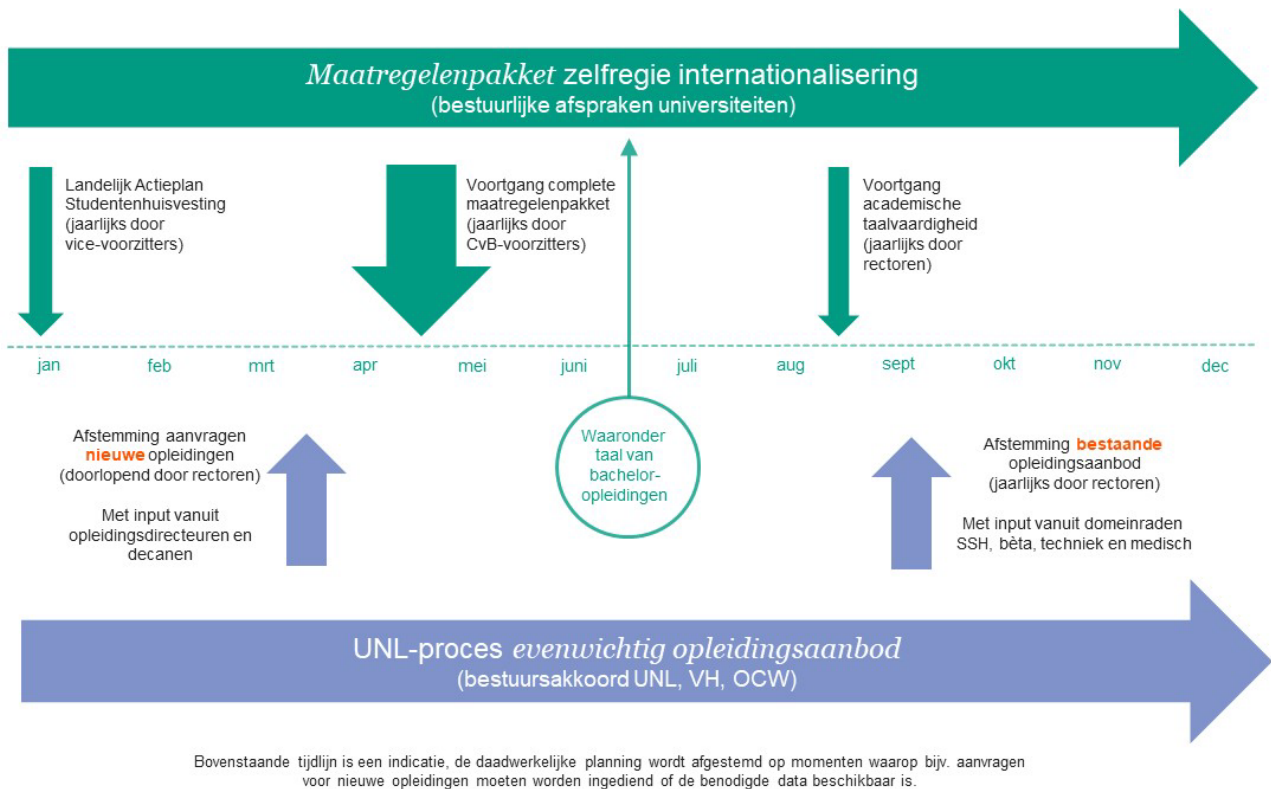 Maatregelenpakket zelfregie internationalisering
(bestuurlijke afspraken universiteiten)
Landelijk Actieplan
Studentenhuisvesting
(jaarlijks door
vice-voorzitters)
Voortgang complete
maatregelenpakket
(jaarlijks door
CvB-voorzitters)
Voortgang
academische
taalvaardigheid
(jaarlijks door
rectoren)
jan feb mrt apr mei juni juli aug sept okt nov dec
Afstemming aanvragen
nieuwe opleidingen
(doorlopend door rectoren)
Met input vanuit
opleidingsdirecteuren en
decanen
Waaronder
taal van
bachelor-
opleidingen
Afstemming bestaande
opleidingsaanbod
(jaarlijks door rectoren)
Met input vanuit domeinraden
SSH, bèta, techniek en medisch
UNL-proces evenwichtig opleidingsaanbod
(bestuursakkoord UNL, VH, OCW)
Bovenstaande tijdlijn is een indicatie, de daadwerkelijke planning wordt afgestemd op momenten waarop bijv. aanvragen
voor nieuwe opleidingen moeten worden ingediend of de benodigde data beschikbaar is.